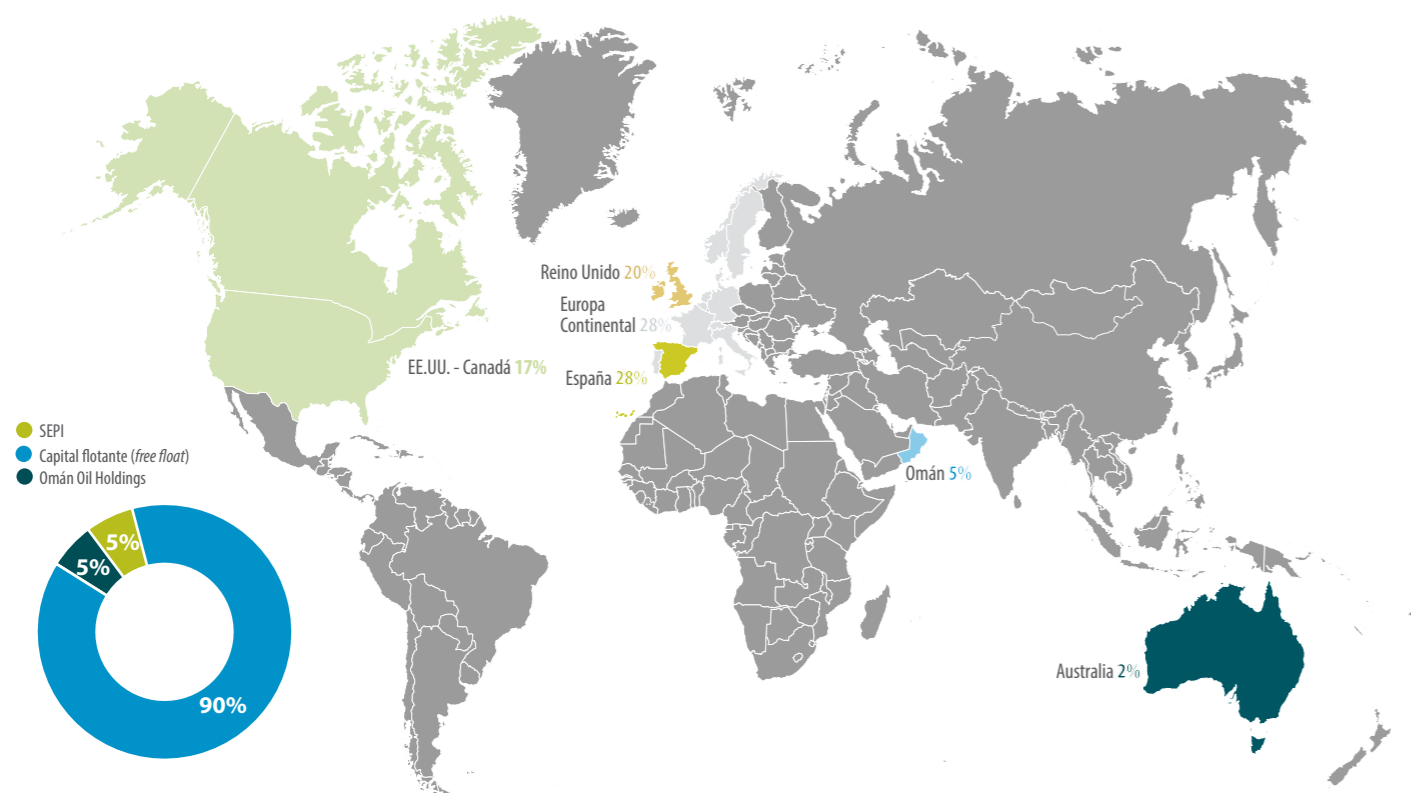 Reino Unido 20%
Europa
Continental 28%
EE.UU. - Canadá 17%
España 28%
SEPI
Capital flotante (free float)
Omán Oil Holdings
Omán 5%
5%
5%
90%
Australia 2%